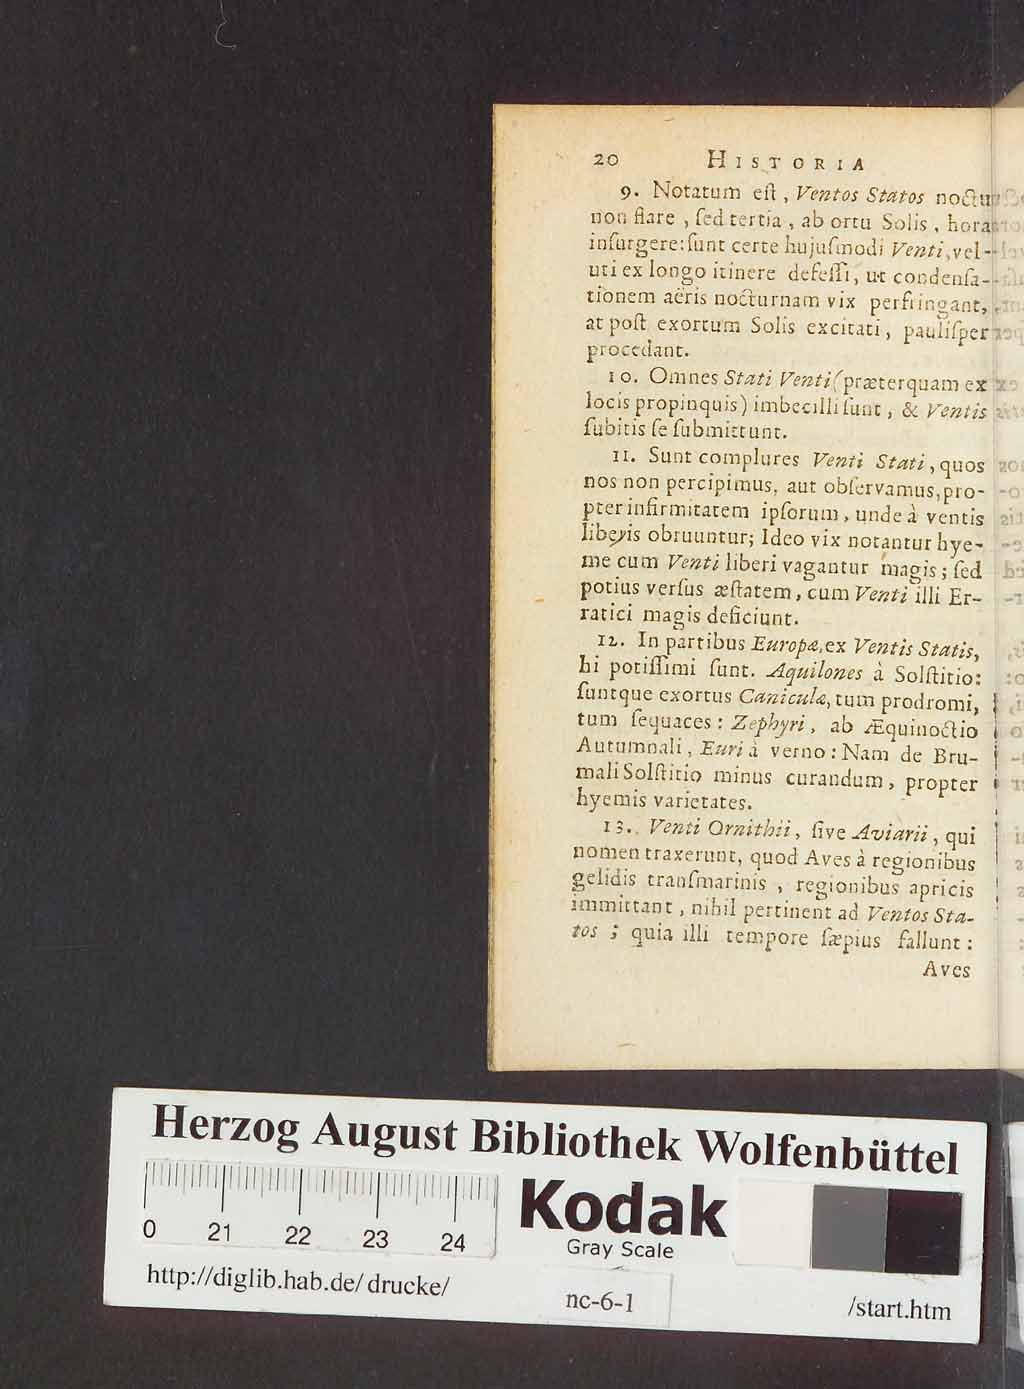 20 HISTORIA
9. Notatum eſt, Ventos Statos noctu
non flare, ſed tertia, ab ortu Solis, hora
inſurgere: ſunt certe hujuſmodi Venti, vel-
uti ex longo itinere defeſſi, ut condenſa-
tionem aëris nocturnam vix perfringant,
at poſt exortum Solis excitati, pauliſper
procedant.
10. Omnes Stati Venti (præterquam ex
locis propinquis) imbecilli ſunt, & Ventis
ſubitis ſe ſubmittunt.
11. Sunt complures Venti Stati, quos
nos non percipimus, aut obſervamus, pro-
pter infirmitatem ipſorum, unde à ventis
liberis obruuntur; Ideo vix notantur hye-
me cum Venti liberi vagantur magis; ſed
potius verſus æſtatem, cum Venti illi Er-
ratici magis deficiunt.
12. In partibus Europæ, ex Ventis Statis,
hi potiſſimi ſunt. Aquilones à Solſtitio:
ſuntque exortus Caniculæ, tum prodromi,
tum ſequaces: Zephyri, ab Æquinoctio
Autumnali, Euri à verno: Nam de Bru-
mali Solſtitio minus curandum, propter
hyemis varietates.
13. Venti Ornithii, ſive Aviarii, qui
nomen traxerunt, quod Aves à regionibus
gelidis tranſmarinis, regionibus apricis
immittant, nihil pertinent ad Ventos Sta-
tos; quia illi tempore ſæpius fallunt:
Aves
Herzog August Bibliothek Wolfenbüttel
0 21 22 23 24
Kodak
Gray Scale
http://diglib.hab.de/drucke/
nc-6-1
/start.htm